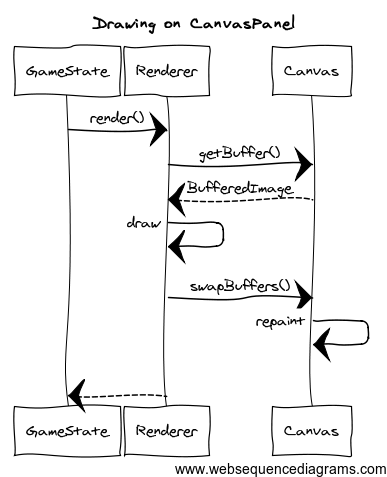 Drawing on CanvasPanel
GameState Renderer Canvas
render()
getBuffer()
BufferedImage
draw
swapBuffers()
repaint
GameState Renderer Canvas
www.websequencediagrams.com